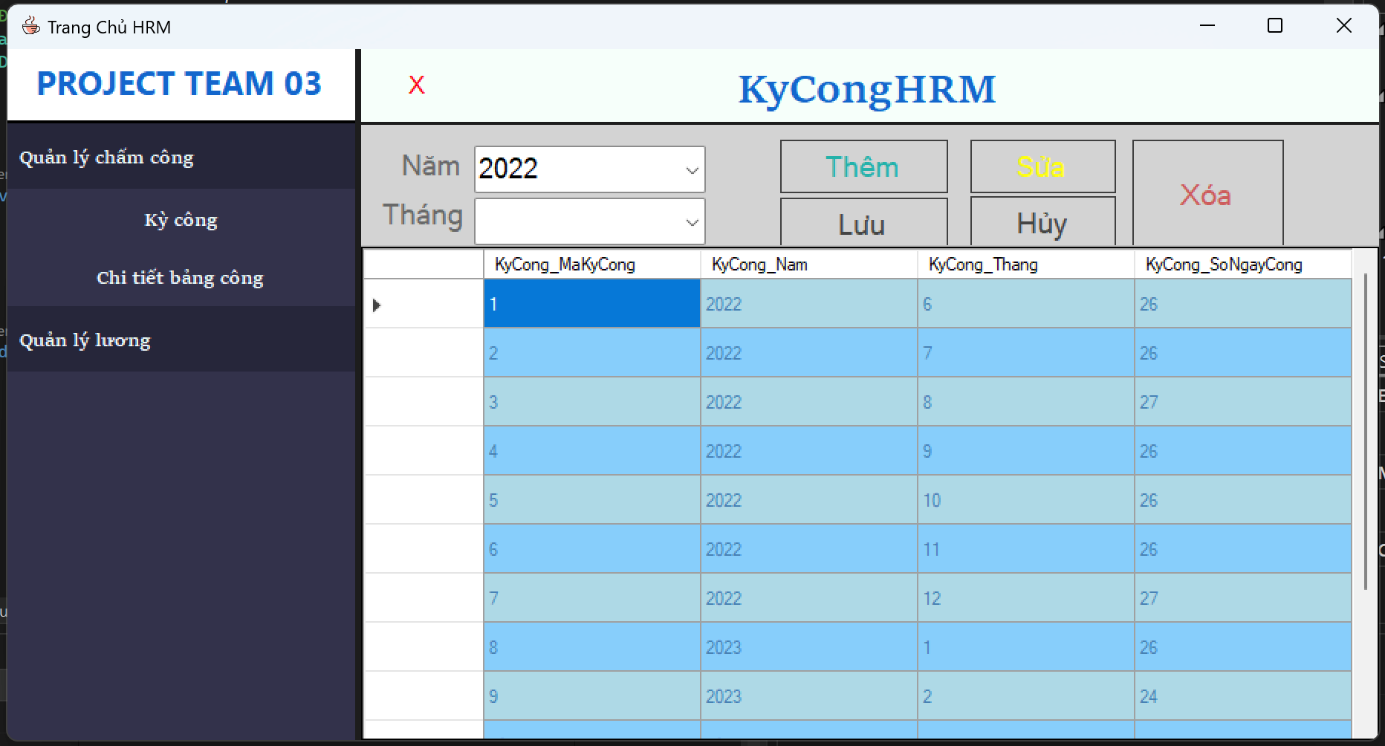 Trang Chủ HRM
PROJECT TEAM 03
X
KyCongHRM
Quản lý chấm công
Kỳ công
Chi tiết bảng công
Quản lý lương
Năm 2022
Tháng
Thêm Sửa Xóa
Lưu Hủy
KyCong_MaKyCong KyCong_Nam KyCong_Thang KyCong_SoNgayCong
1 2022 6 26
2 2022 7 26
3 2022 8 27
4 2022 9 26
5 2022 10 26
6 2022 11 26
7 2022 12 27
8 2023 1 26
9 2023 2 24